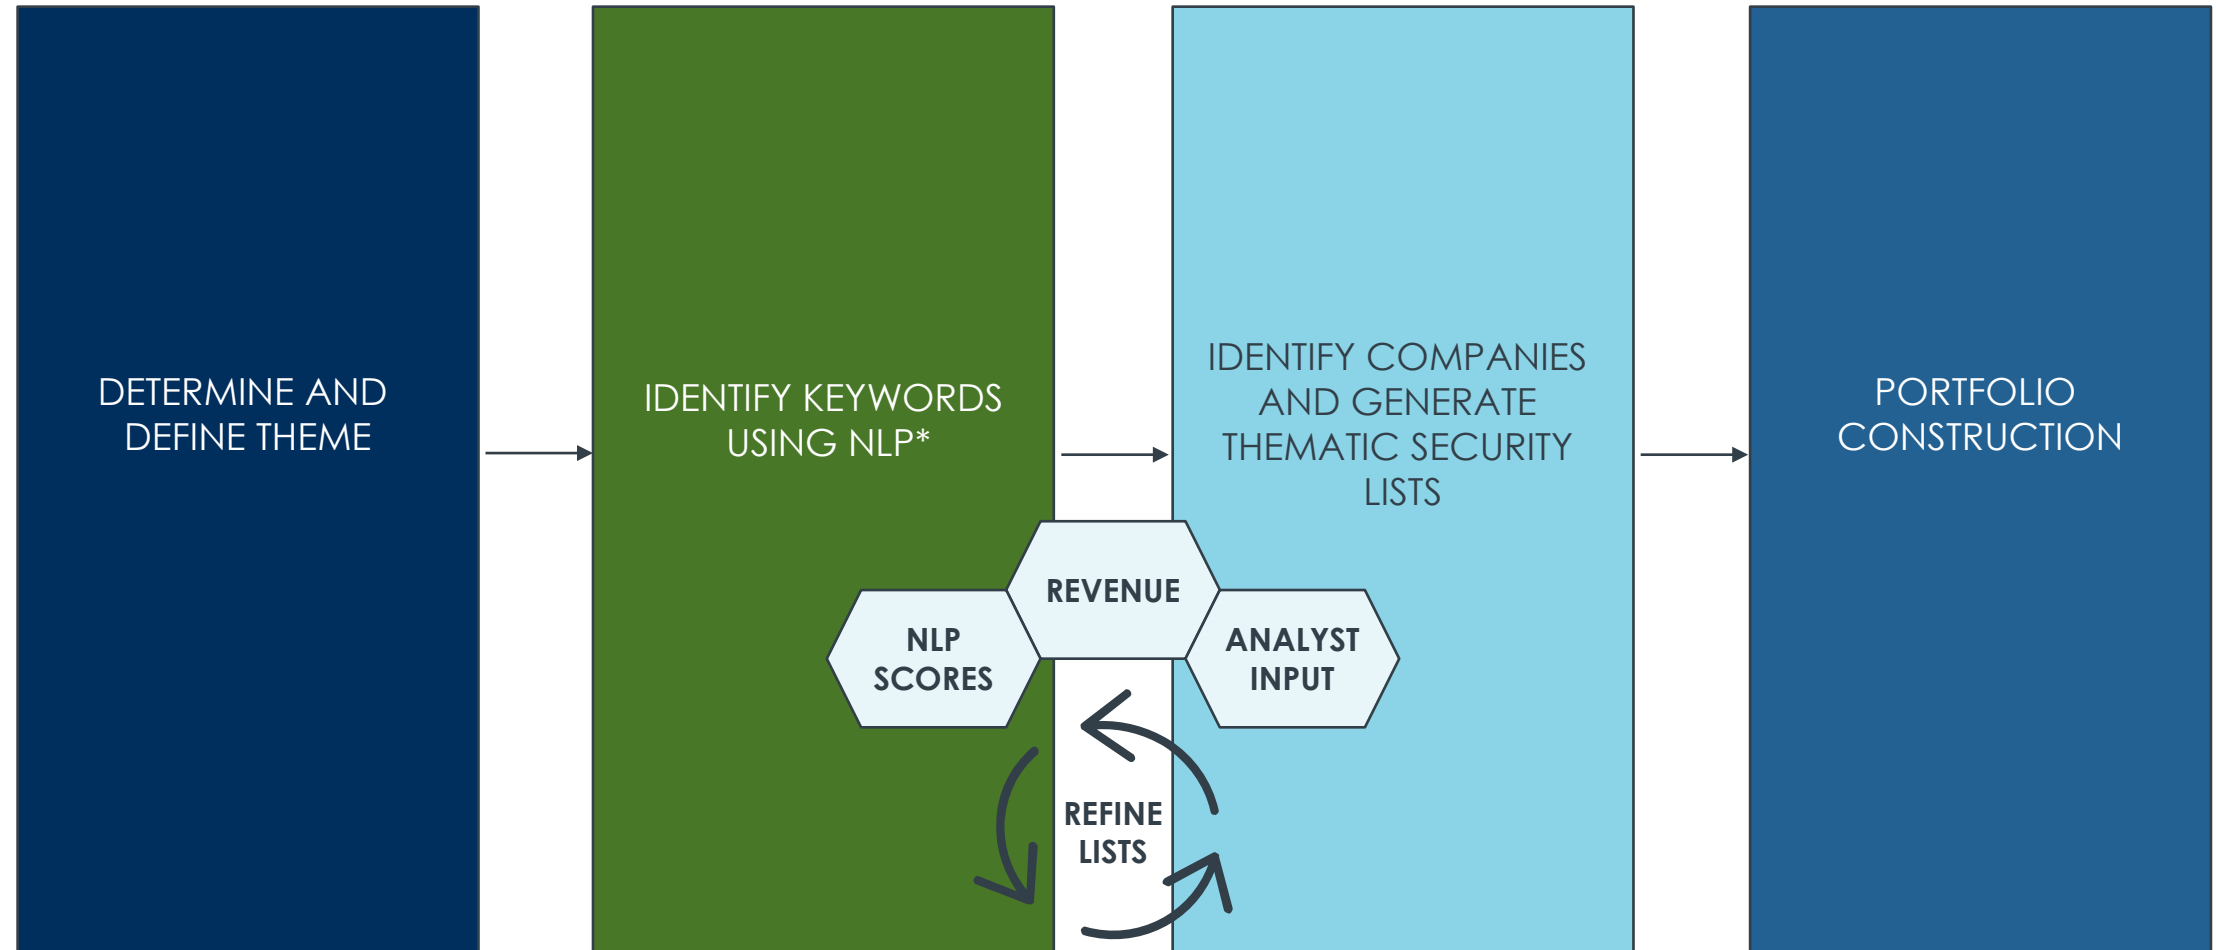 DETERMINE AND
DEFINE THEME
IDENTIFY KEYWORDS
USING NLP*
IDENTIFY COMPANIES
AND GENERATE
THEMATIC SECURITY
LISTS
PORTFOLIO
CONSTRUCTION
NLP
SCORES
REVENUE
ANALYST
INPUT
REFINE
LISTS